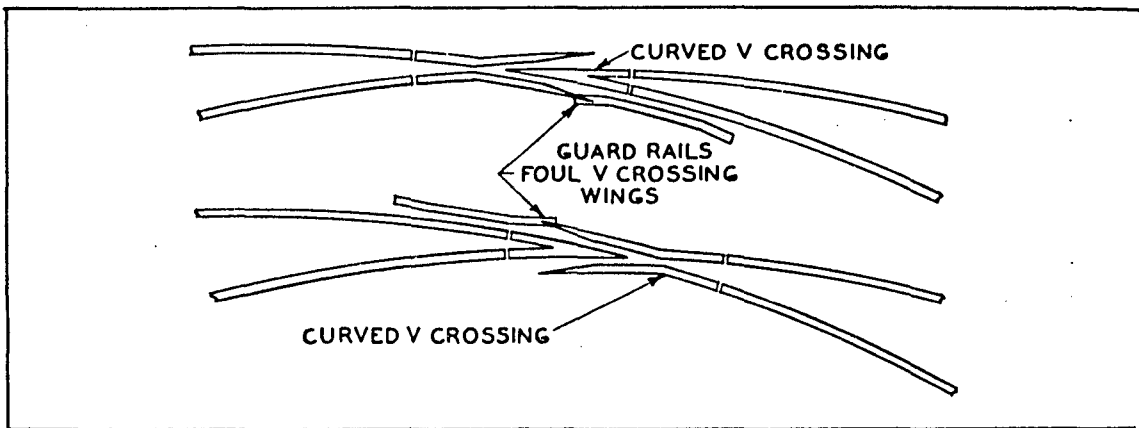 CURVED V CROSSING
GUARD RAILS
FOUL V CROSSING
WINGS
CURVED V CROSSING